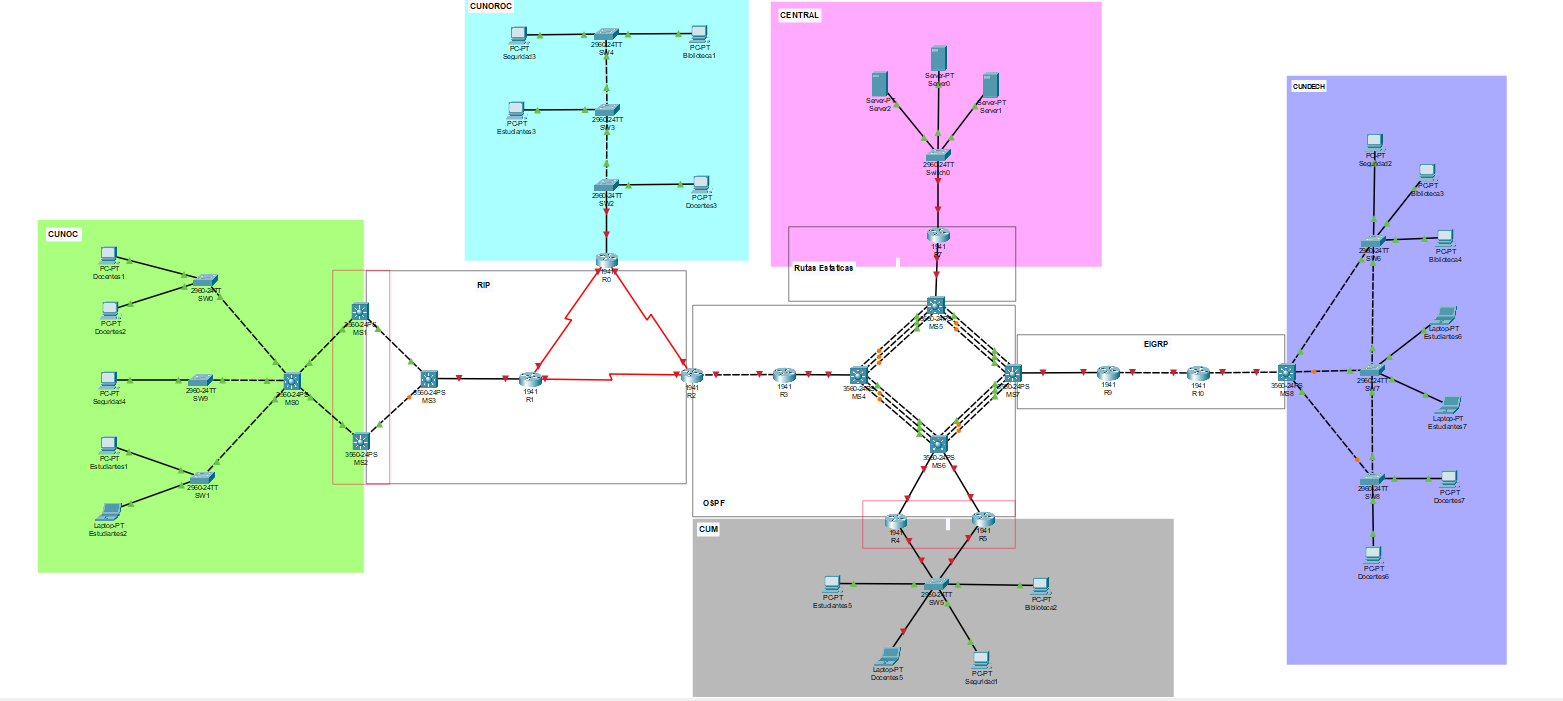 CUNOROC
PC-PT
Seguridad3
2960-24TT
SW4
PC-PT
Biblioteca1
PC-PT
Estudiantes3
2960-24TT
SW3
2960-24TT
SW2
PC-PT
Docentes3
1941
R0
CENTRAL
Server-PT
Server2
Server-PT
Server0
Server-PT
Server1
2960-24TT
Switch0
1941
Rutas Estaticas
3560-24PS
MS5
CUNDECH
PC-PT
Seguridad2
PC-PT
Biblioteca3
2960-24TT
SW6
PC-PT
Biblioteca4
Laptop-PT
Estudiantes6
2960-24TT
SW7
Laptop-PT
Estudiantes7
2960-24TT
SW8
PC-PT
Docentes7
PC-PT
Docentes6
CUNOC
PC-PT
Docentes1
2960-24TT
SW0
PC-PT
Docentes2
PC-PT
Seguridad4
2960-24TT
SW9
3560-24PS
MS0
PC-PT
Estudiantes1
2960-24TT
SW1
Laptop-PT
Estudiantes2
RIP
3560-24PS
MS1
3560-24PS
MS2
3560-24PS
MS3
1941
R1
1941
R2
1941
R3
3560-24PS
MS4
3560-24PS
MS7
3560-24PS
MS6
OSPF
EIGRP
1941
R9
1941
R10
3560-24PS
MS8
CUM
1941
R4
1941
R5
PC-PT
Estudiantes5
2960-24TT
SW5
PC-PT
Biblioteca2
Laptop-PT
Docentes5
PC-PT
Seguridad1